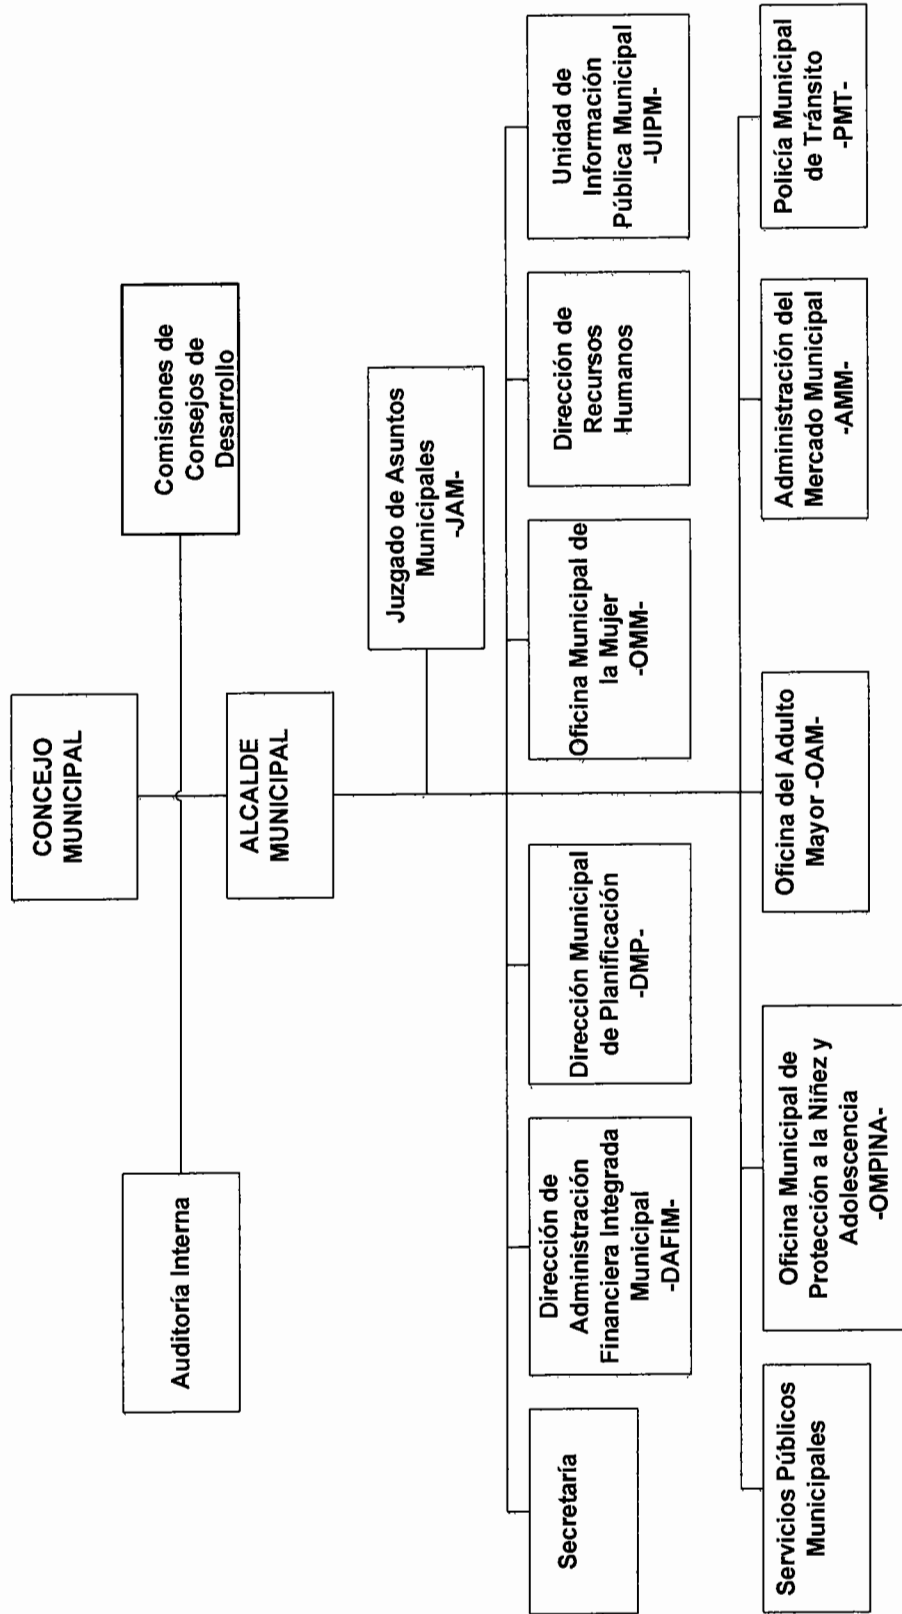 CONCEJO
MUNICIPAL
Auditoría Interna
Comisiones de
Consejos de
Desarrollo
ALCALDE
MUNICIPAL
Juzgado de Asuntos
Municipales
-JAM-
Secretaría
Dirección de
Administración
Financiera Integrada
Municipal
-DAFIM-
Dirección Municipal
de Planificación
-DMP-
Oficina Municipal de
la Mujer
-OMM-
Dirección de
Recursos
Humanos
Unidad de
Información
Pública Municipal
-UIPM-
Servicios Públicos
Municipales
Oficina Municipal de
Protección a la Niñez y
Adolescencia
-OMPINA-
Oficina del Adulto
Mayor -OAM-
Administración del
Mercado Municipal
-AMM-
Policía Municipal
de Tránsito
-PMT-